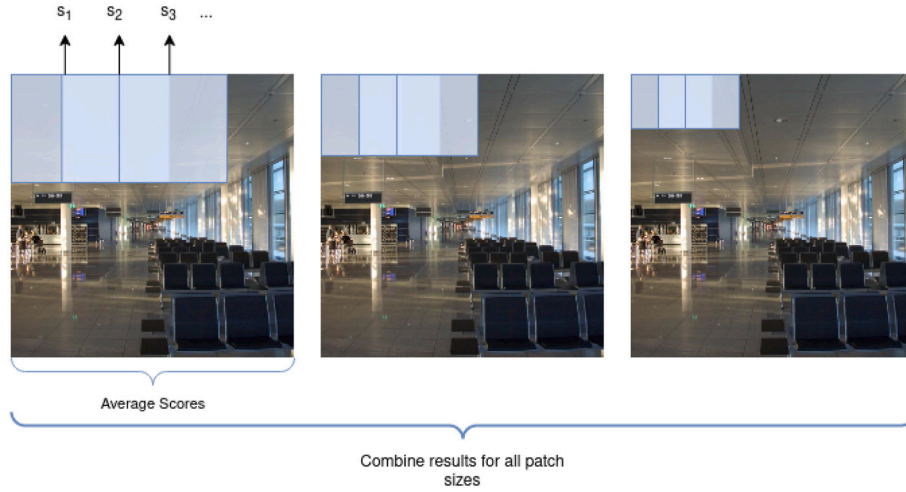 s1 s2 s3 ...
Average Scores
Combine results for all patch
sizes